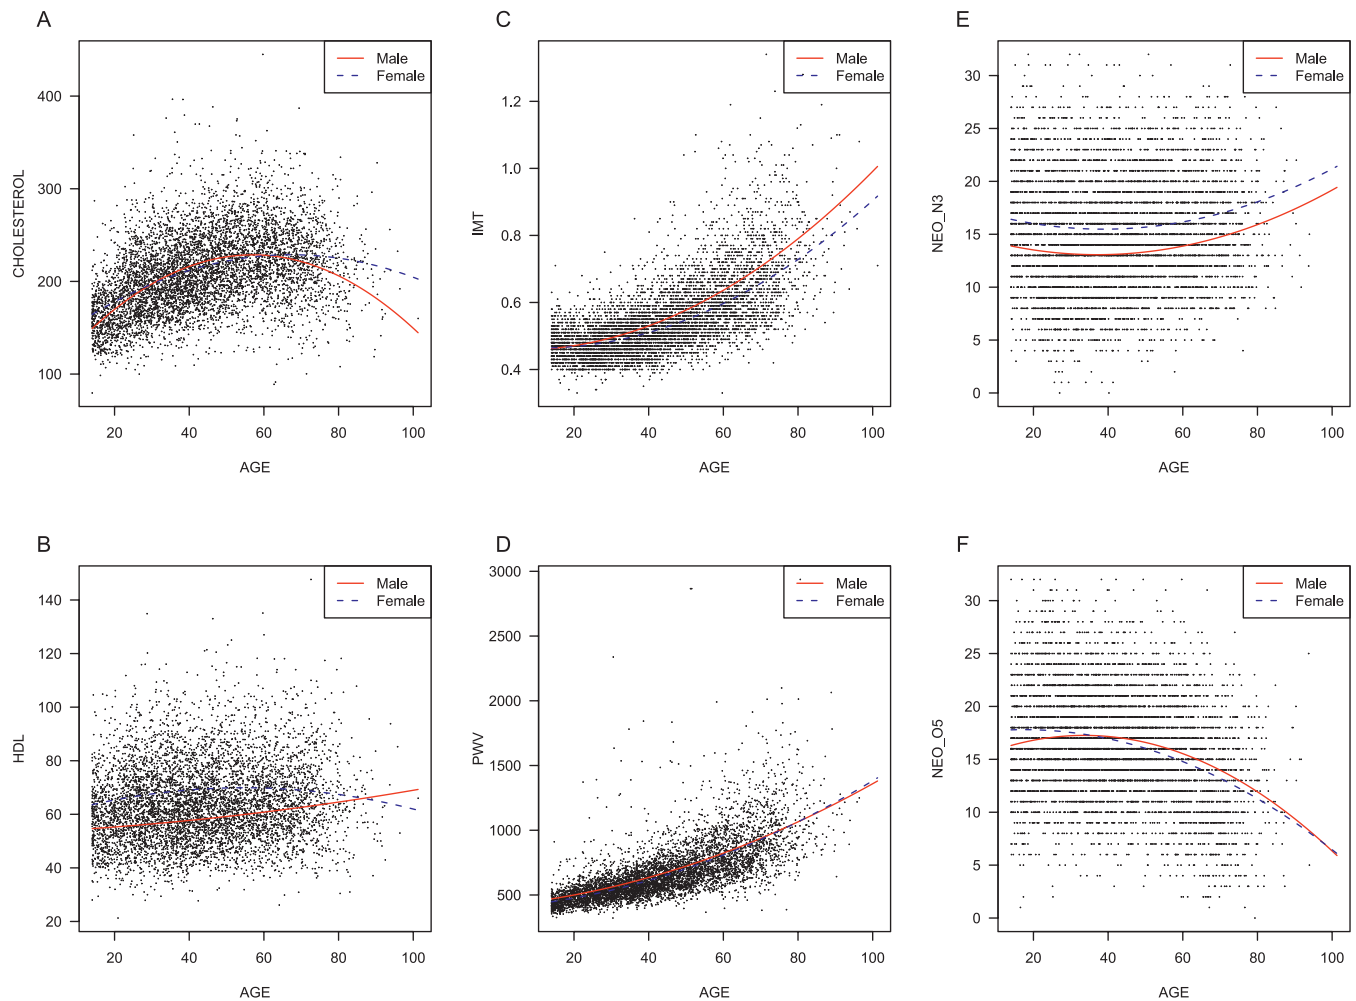 A
Male
Female
CHOLESTEROL
400
300
200
100
20 40 60 80 100
AGE
C
Male
Female
IMT
1.2
1.0
0.8
0.6
0.4
20 40 60 80 100
AGE
E
Male
Female
NEO_N3
30
25
20
15
10
5
0
20 40 60 80 100
AGE
B
Male
Female
HDL
140
120
100
80
60
40
20
20 40 60 80 100
AGE
D
Male
Female
PWV
3000
2500
2000
1500
1000
500
20 40 60 80 100
AGE
F
Male
Female
NEO_O5
30
25
20
15
10
5
0
20 40 60 80 100
AGE